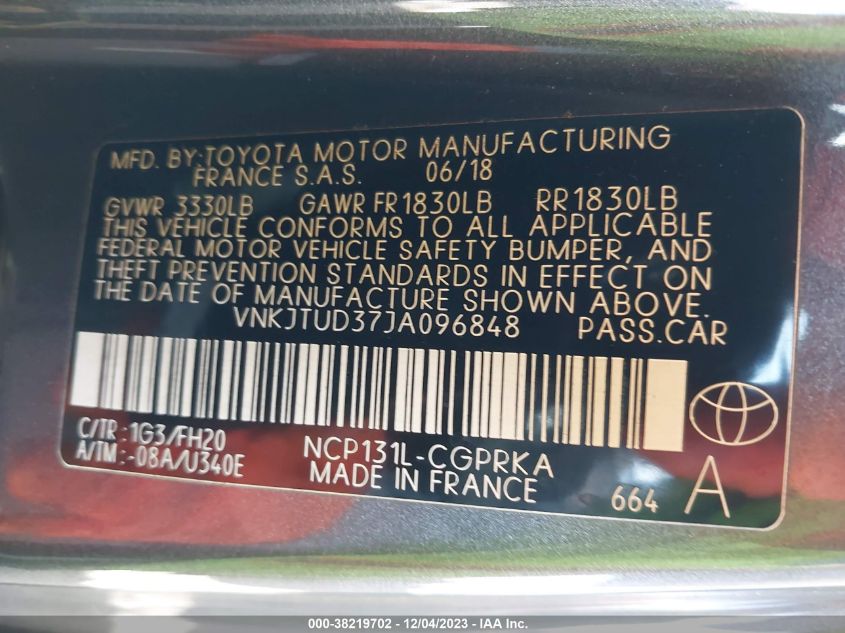 MFD. BY:TOYOTA MOTOR MANUFACTURING
FRANCE S.A.S. 06/18
GVWR 3330LB GAWR FR1830LB RR1830LB
THIS VEHICLE CONFORMS TO ALL APPLICABLE
FEDERAL MOTOR VEHICLE SAFETY BUMPER, AND
THEFT PREVENTION STANDARDS IN EFFECT ON
THE DATE OF MANUFACTURE SHOWN ABOVE.
VNKJTUD37JA096848 PASS.CAR
C/TR : 1G3/FH20
A/TM : -08A/U340E
NCP131L-CGPRKA
MADE IN FRANCE
664 A
000-38219702 - 12/04/2023 - IAA Inc.